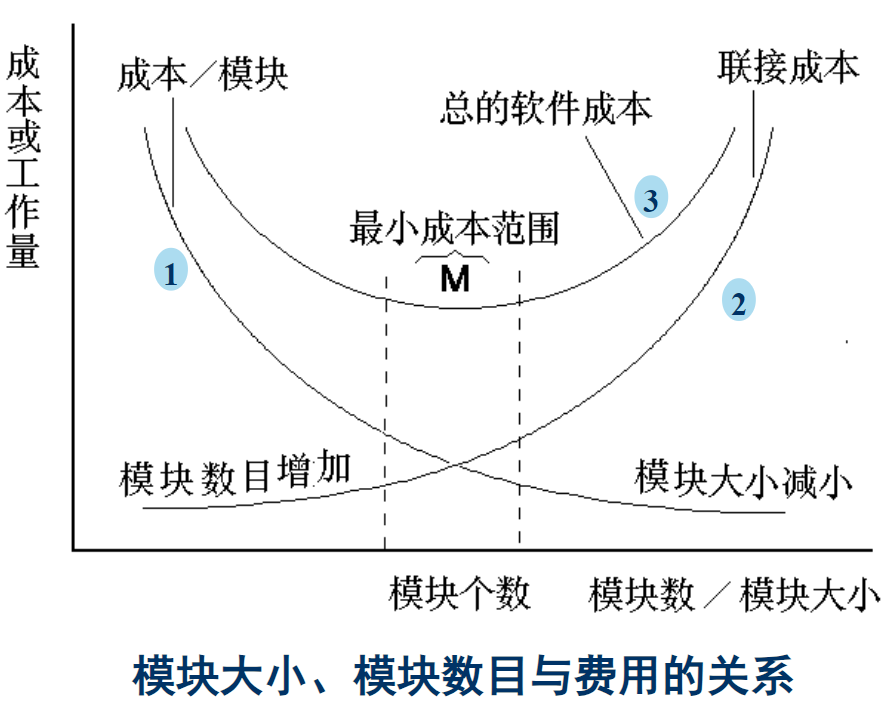 成本或工作量
成本／模块
联接成本
总的软件成本
3
最小成本范围
M
1
2
模块数目增加
模块大小减小
模块个数
模块数／模块大小
模块大小、模块数目与费用的关系